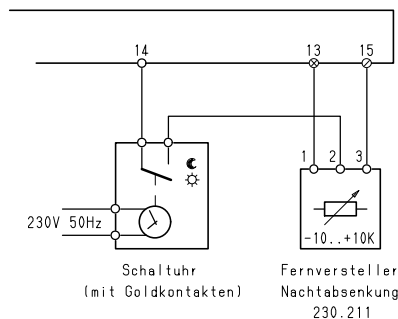 14 13 15
1 2 3
230V 50Hz
-10..+10K
Schaltuhr
(mit Goldkontakten)
Fernversteller
Nachtabsenkung
230.211